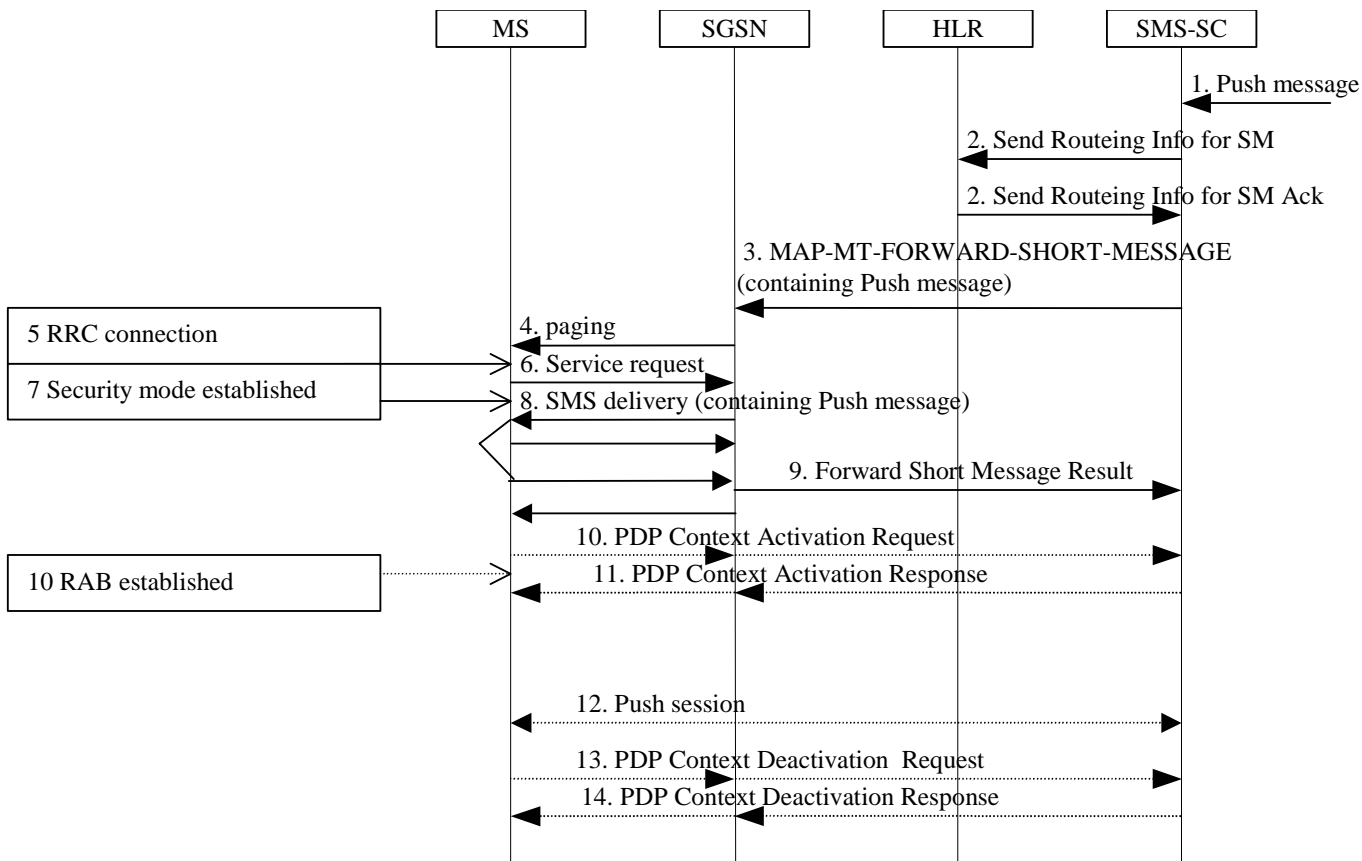 MS SGSN HLR SMS-SC
1. Push message
2. Send Routeing Info for SM
2. Send Routeing Info for SM Ack
3. MAP-MT-FORWARD-SHORT-MESSAGE
(containing Push message)
5 RRC connection
4. paging
6. Service request
7 Security mode established
8. SMS delivery (containing Push message)
9. Forward Short Message Result
10. PDP Context Activation Request
10 RAB established
11. PDP Context Activation Response
12. Push session
13. PDP Context Deactivation Request
14. PDP Context Deactivation Response